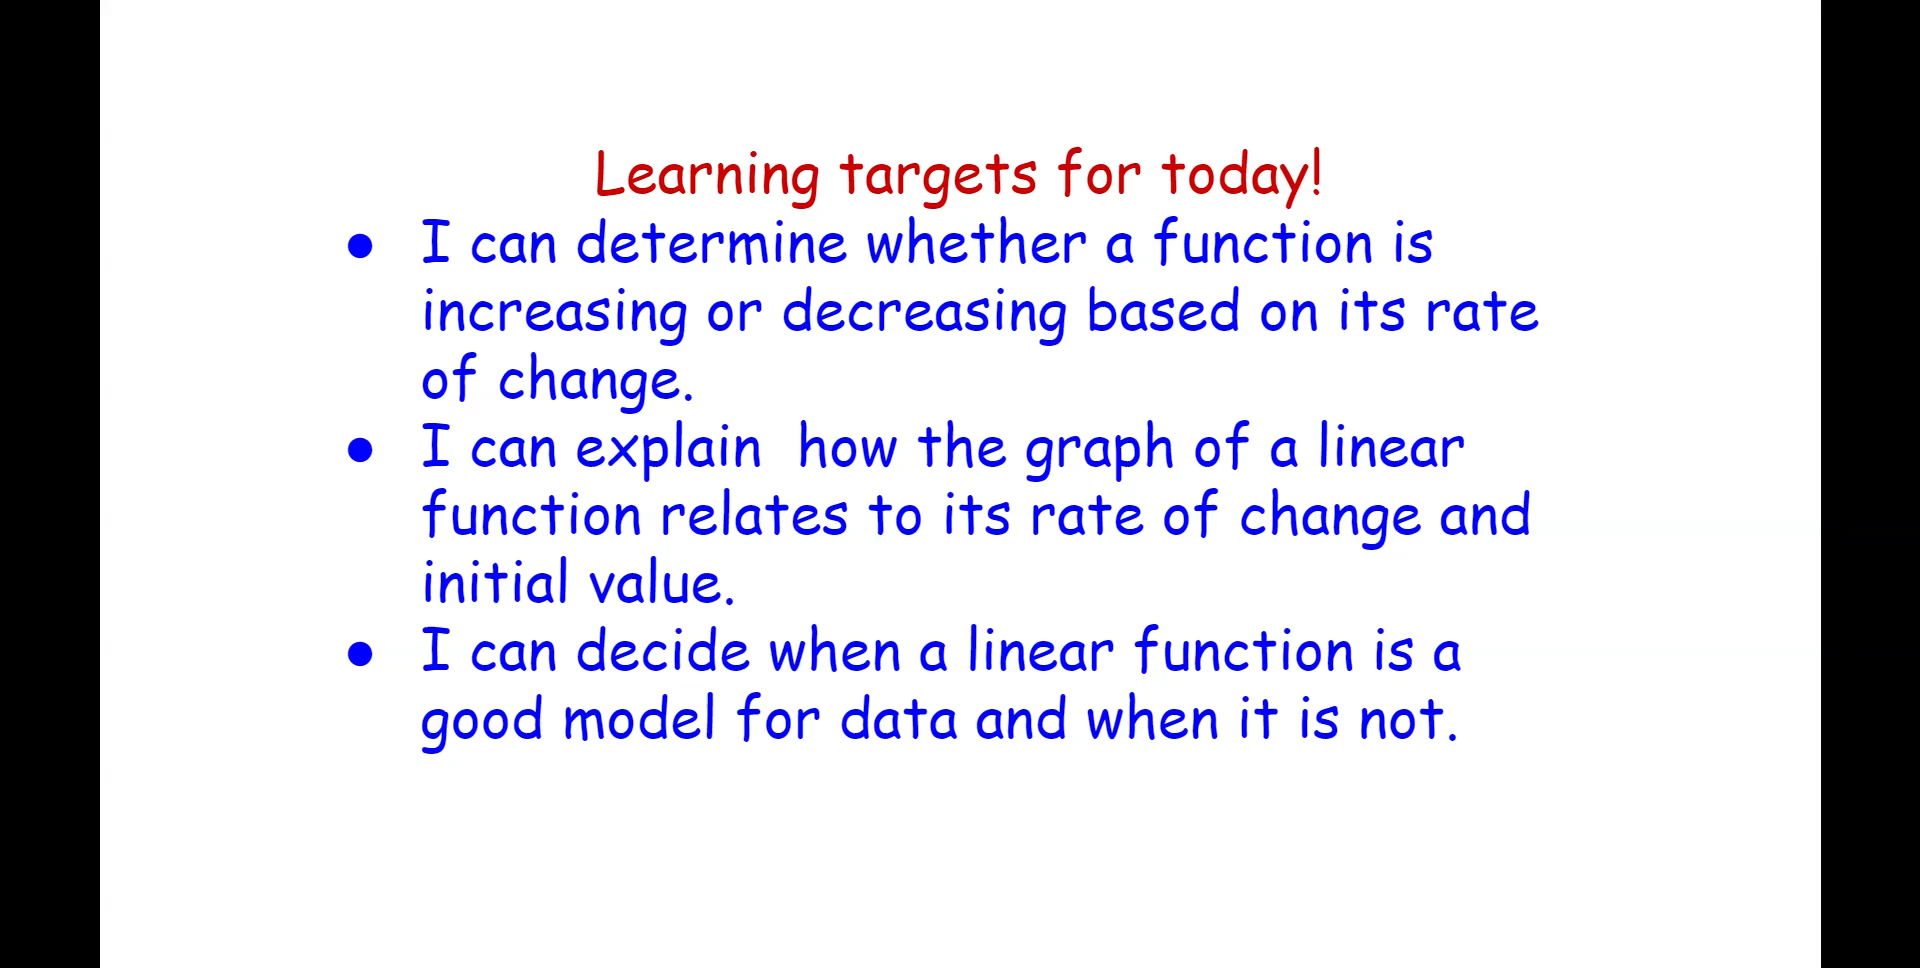 Learning targets for today!
● I can determine whether a function is
increasing or decreasing based on its rate
of change.
● I can explain  how the graph of a linear
function relates to its rate of change and
initial value.
● I can decide when a linear function is a
good model for data and when it is not.